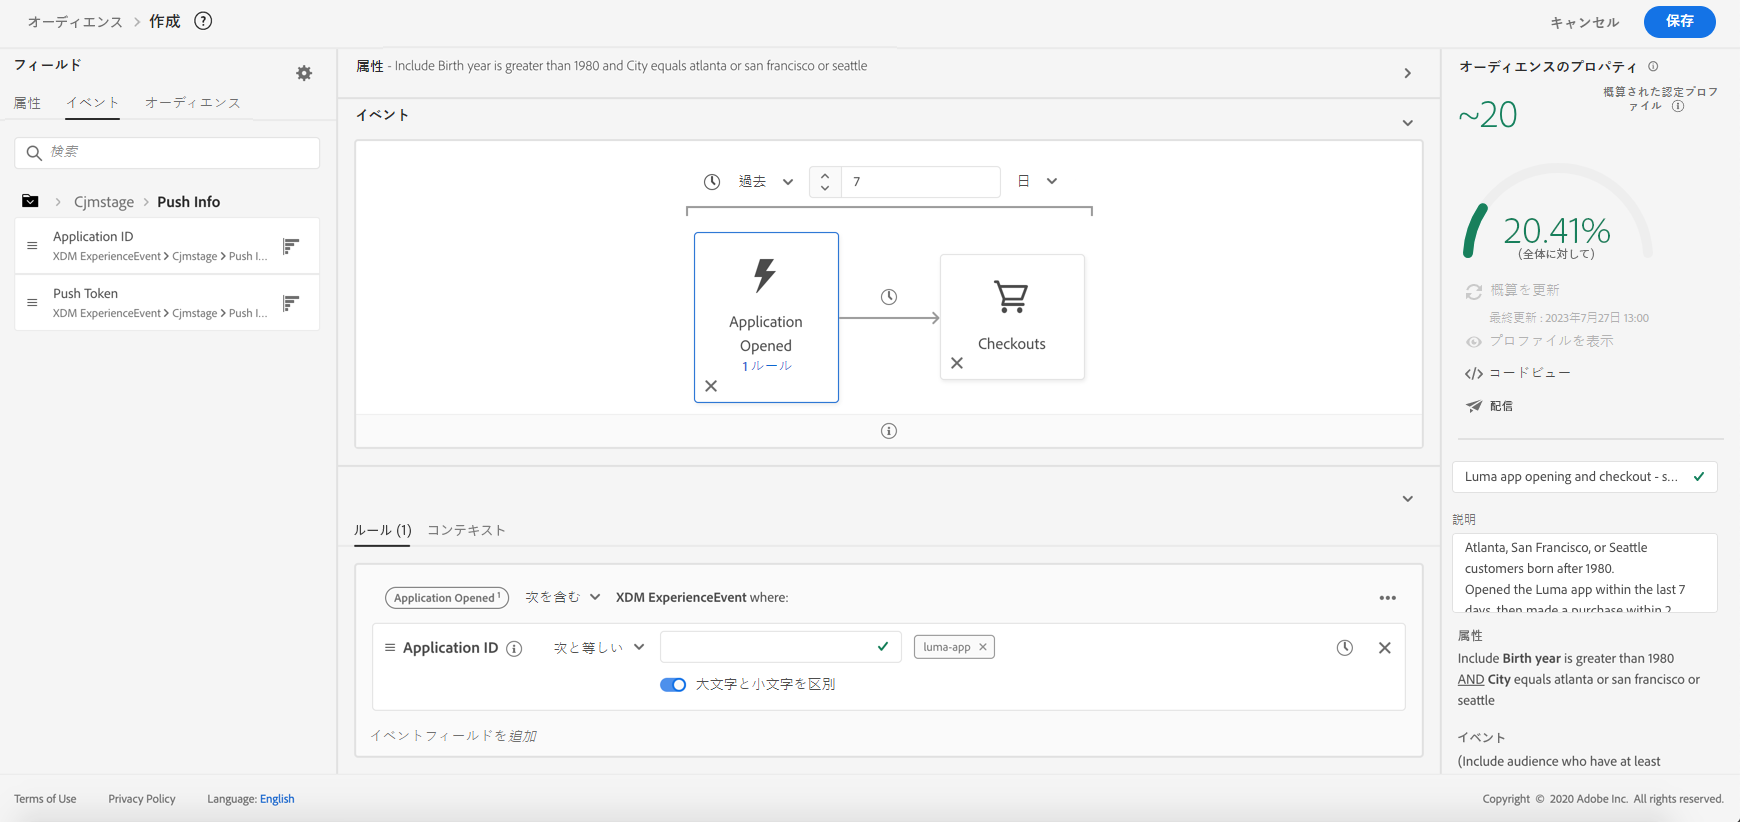 オーディエンス > 作成
キャンセル
保存
フィールド
属性 イベント オーディエンス
検索
Cjmstage > Push Info
Application ID
XDM ExperienceEvent > Cjmstage > Push I...
Push Token
XDM ExperienceEvent > Cjmstage > Push I...
属性 - Include Birth year is greater than 1980 and City equals atlanta or san francisco or seattle
イベント
過去 7 日
Application
Opened
1 ルール
Checkouts
ルール (1) コンテキスト
Application Opened 1 次を含む XDM ExperienceEvent where:
Application ID 次と等しい luma-app
大文字と小文字を区別
イベントフィールドを追加
オーディエンスのプロパティ
~20
概算された認定プロフ
ァイル
20.41%
(全体に対して)
概算を更新
最終更新 : 2023年7月27日 13:00
プロファイルを表示
コードビュー
配信
Luma app opening and checkout - s...
説明
Atlanta, San Francisco, or Seattle
customers born after 1980.
Opened the Luma app within the last 7
days, then made a purchase within 2
属性
Include Birth year is greater than 1980
AND City equals atlanta or san francisco or
seattle
イベント
(Include audience who have at least
Terms of Use Privacy Policy Language: English
Copyright © 2020 Adobe Inc. All rights reserved.